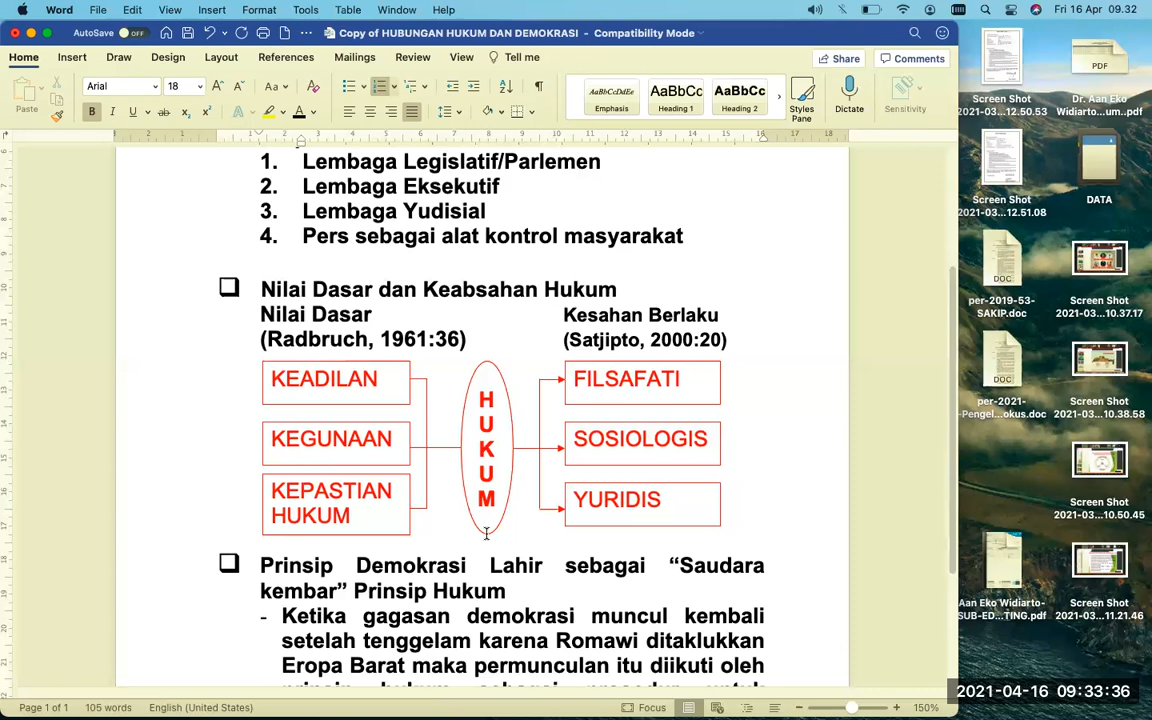 Word File Edit View Insert Format Tools Table Window Help Fri 16 Apr 09.32
AutoSave OFF Copy of HUBUNGAN HUKUM DAN DEMOKRASI - Compatibility Mode
Home Insert Draw Design Layout References Mailings Review View Tell me Share Comments
Paste Arial 18
Emphasis Heading 1 Heading 2 Styles Pane Dictate Sensitivity
1. Lembaga Legislatif/Parlemen
2. Lembaga Eksekutif
3. Lembaga Yudisial
4. Pers sebagai alat kontrol masyarakat
Nilai Dasar dan Keabsahan Hukum
Nilai Dasar
(Radbruch, 1961:36)
Kesahan Berlaku
(Satjipto, 2000:20)
KEADILAN
KEGUNAAN
KEPASTIAN
HUKUM
H
U
K
U
M
FILSAFATI
SOSIOLOGIS
YURIDIS
Prinsip Demokrasi Lahir sebagai “Saudara
kembar” Prinsip Hukum
- Ketika gagasan demokrasi muncul kembali
setelah tenggelam karena Romawi ditaklukkan
Eropa Barat maka permunculan itu diikuti oleh
Page 1 of 1 105 words English (United States) Focus 150%
Screen Shot
2021-03...12.50.53
PDF
Dr. Aan Eko
Widiarto...um..pdf
Screen Shot
2021-03...12.51.08
DATA
DOC
per-2019-53-
SAKIP.doc
Screen Shot
2021-03...10.37.17
DOC
per-2021-
-Pengel...okus.doc
Screen Shot
2021-03...10.38.58
Screen Shot
2021-03...10.50.45
Aan Eko Widiarto-
SUB-ED...TING.pdf
Screen Shot
2021-03...11.21.46
2021-04-16 09:33:36